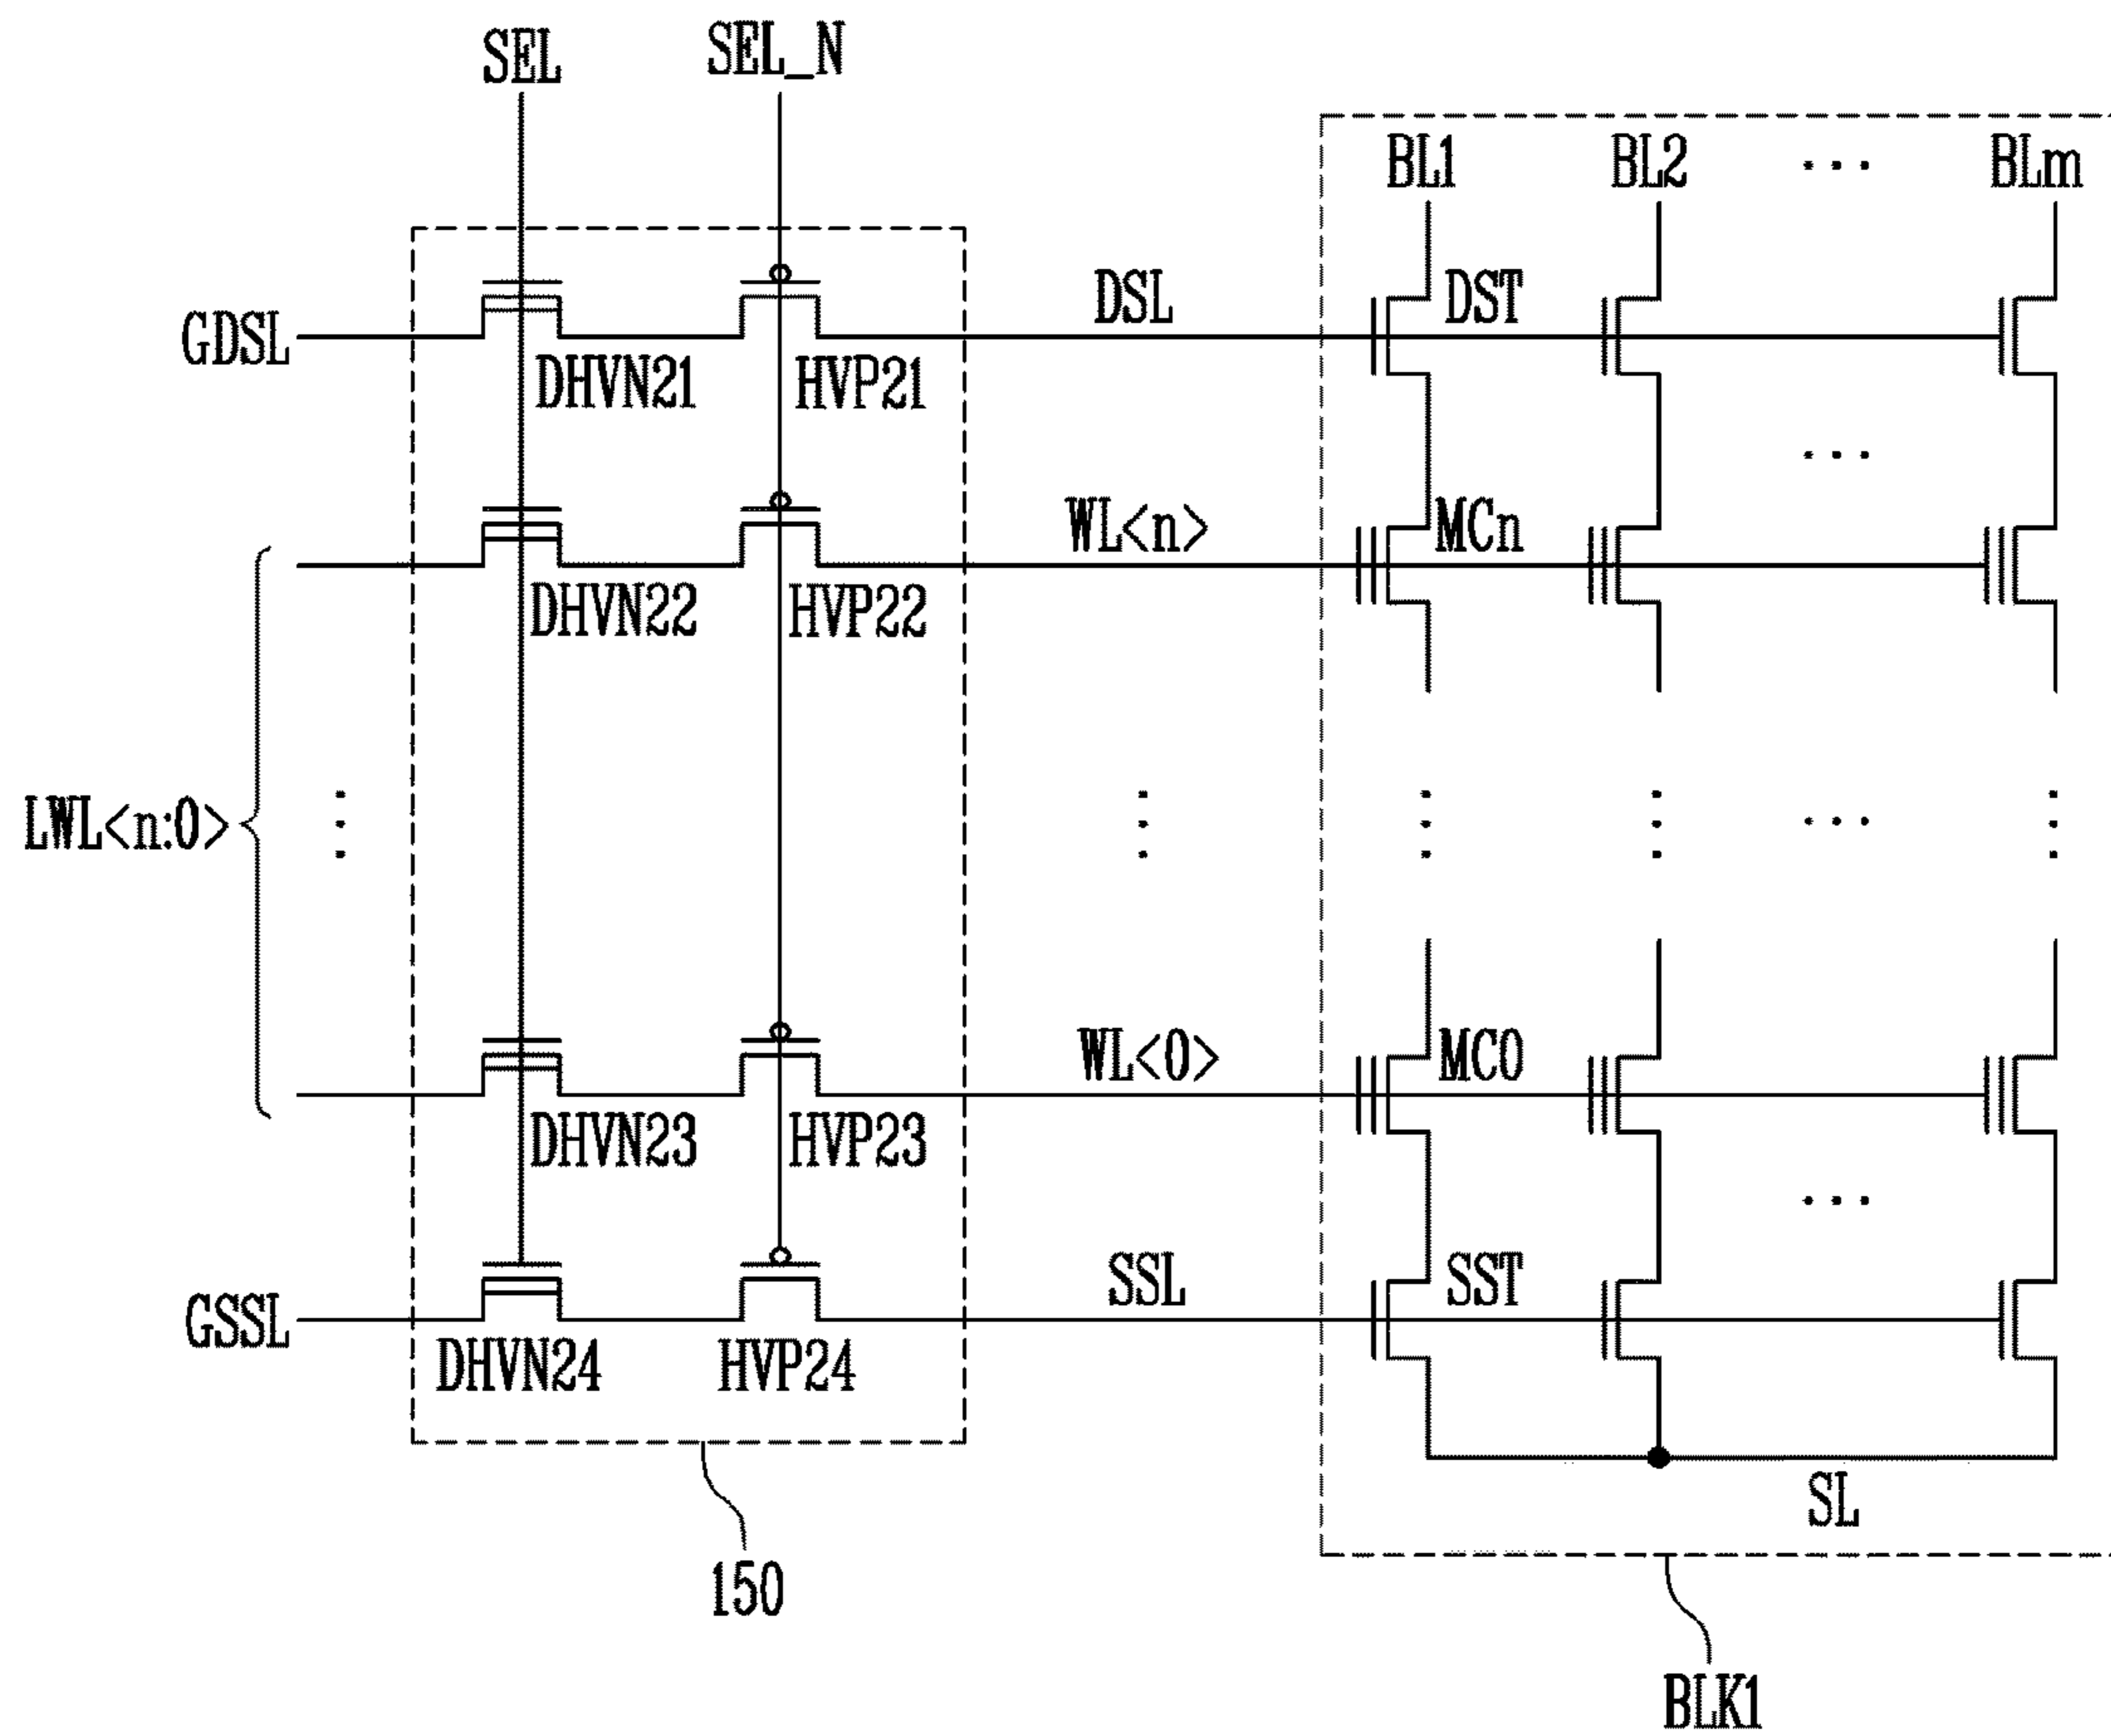 SEL
SEL_N
BL1 BL2 ... BLm
GDSL
DHVN21
HVP21
DSL
DST
DHVN22
HVP22
WL<n>
MCn
...
LWL<n:0>
...
DHVN23
HVP23
WL<0>
MC0
...
GSSL
DHVN24
HVP24
SSL
SST
SL
150
BLK1